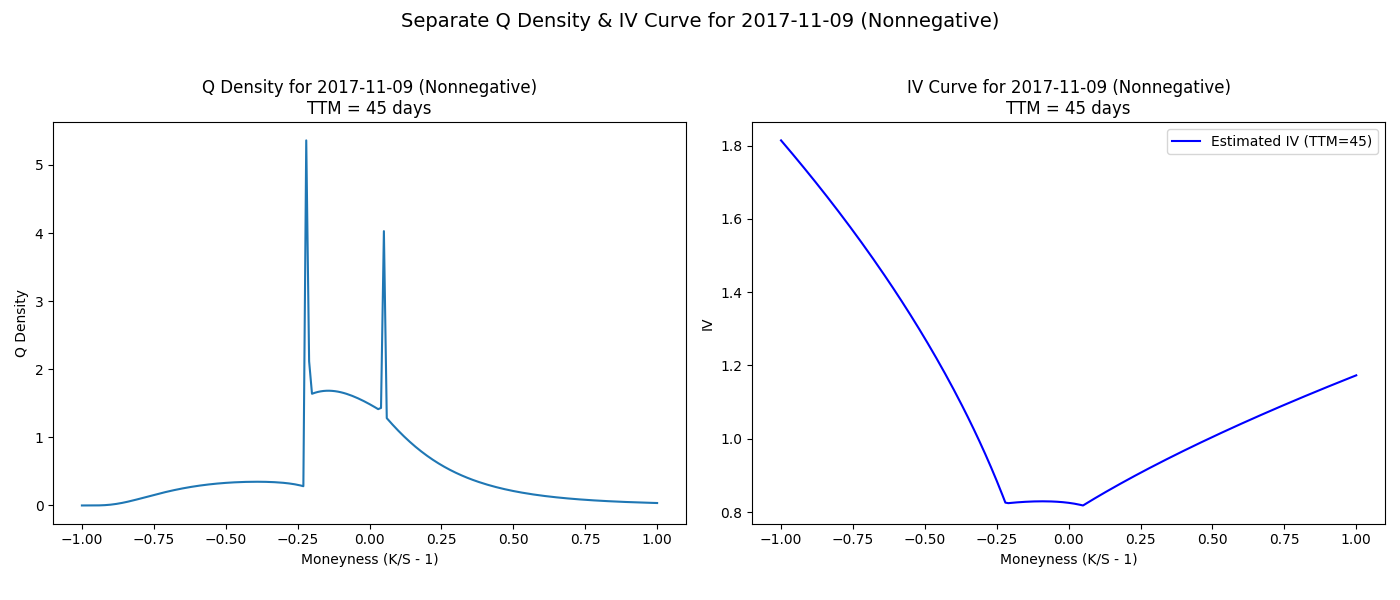 Separate Q Density & IV Curve for 2017-11-09 (Nonnegative)
Q Density for 2017-11-09 (Nonnegative)
TTM = 45 days
Q Density
5
4
3
2
1
0
−1.00 −0.75 −0.50 −0.25 0.00 0.25 0.50 0.75 1.00
Moneyness (K/S - 1)
IV Curve for 2017-11-09 (Nonnegative)
TTM = 45 days
Estimated IV (TTM=45)
IV
1.8
1.6
1.4
1.2
1.0
0.8
−1.00 −0.75 −0.50 −0.25 0.00 0.25 0.50 0.75 1.00
Moneyness (K/S - 1)